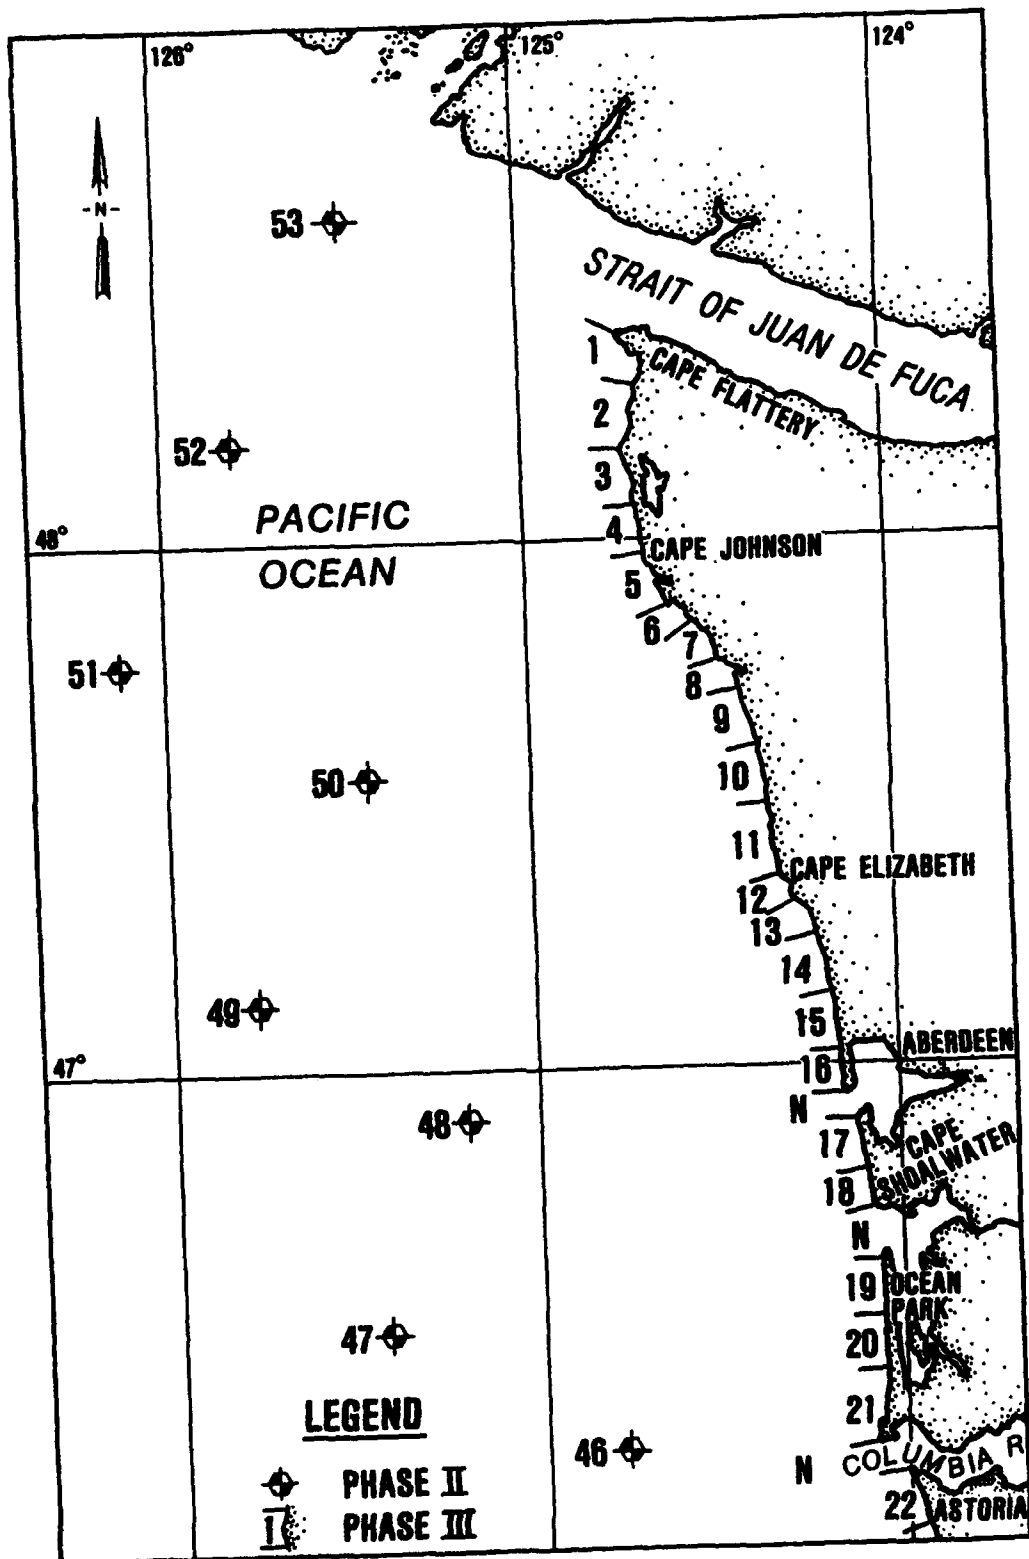 126°
125°
124°
-N-
53
STRAIT OF JUAN DE FUCA
1
CAPE FLATTERY
2
52
3
PACIFIC
OCEAN
48°
4
CAPE JOHNSON
5
6
7
51
8
9
50
10
11
CAPE ELIZABETH
12
13
14
49
15
ABERDEEN
47°
16
N
48
17
CAPE
SHOALWATER
18
N
19
OCEAN
PARK
47
20
21
LEGEND
46
N
COLUMBIA R
PHASE II
22
ASTORIA
1
PHASE III